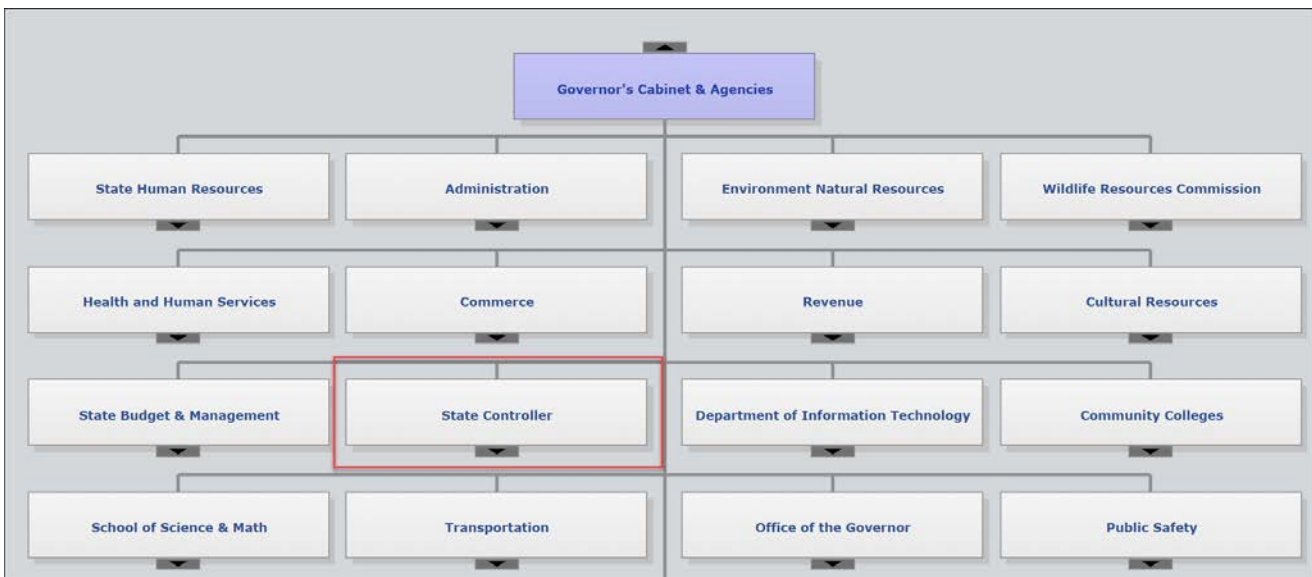 Governor's Cabinet & Agencies
State Human Resources
Administration
Environment Natural Resources
Wildlife Resources Commission
Health and Human Services
Commerce
Revenue
Cultural Resources
State Budget & Management
State Controller
Department of Information Technology
Community Colleges
School of Science & Math
Transportation
Office of the Governor
Public Safety